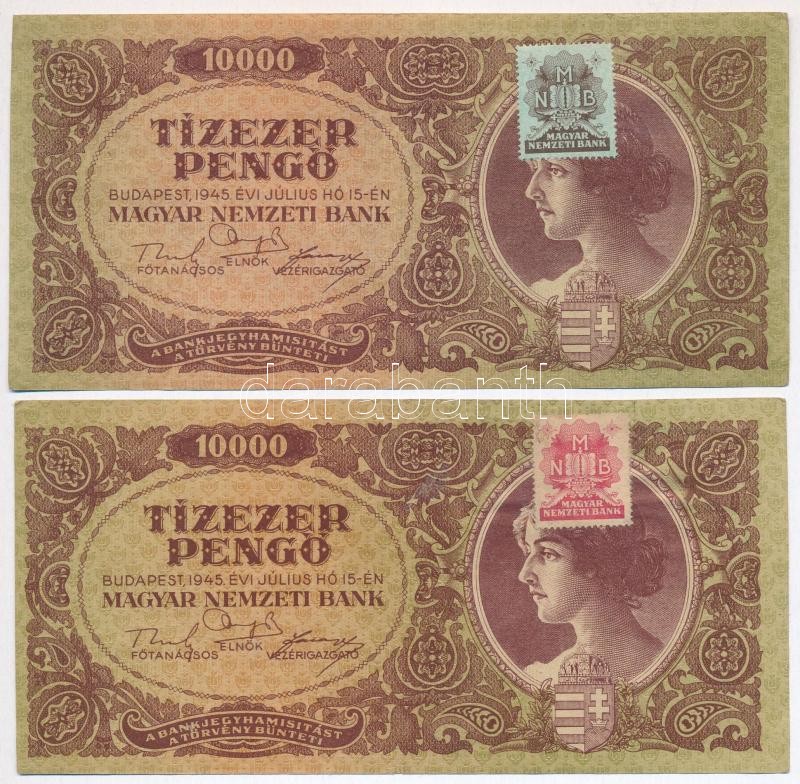 10000
TÍZEZER
PENGŐ
BUDAPEST, 1945. ÉVI JÚLIUS HÓ 15-ÉN
MAGYAR NEMZETI BANK
FŐTANÁCSOS ELNÖK VEZÉRIGAZGATÓ
A BANKJEGYHAMISITÁST
A TÖRVÉNY BÜNTETI
M
N B
MAGYAR
NEMZETI BANK
darabanth
10000
TÍZEZER
PENGŐ
BUDAPEST, 1945. ÉVI JÚLIUS HÓ 15-ÉN
MAGYAR NEMZETI BANK
FŐTANÁCSOS ELNÖK VEZÉRIGAZGATÓ
A BANKJEGYHAMISITÁST
A TÖRVÉNY BÜNTETI
M
N B
MAGYAR
NEMZETI BANK